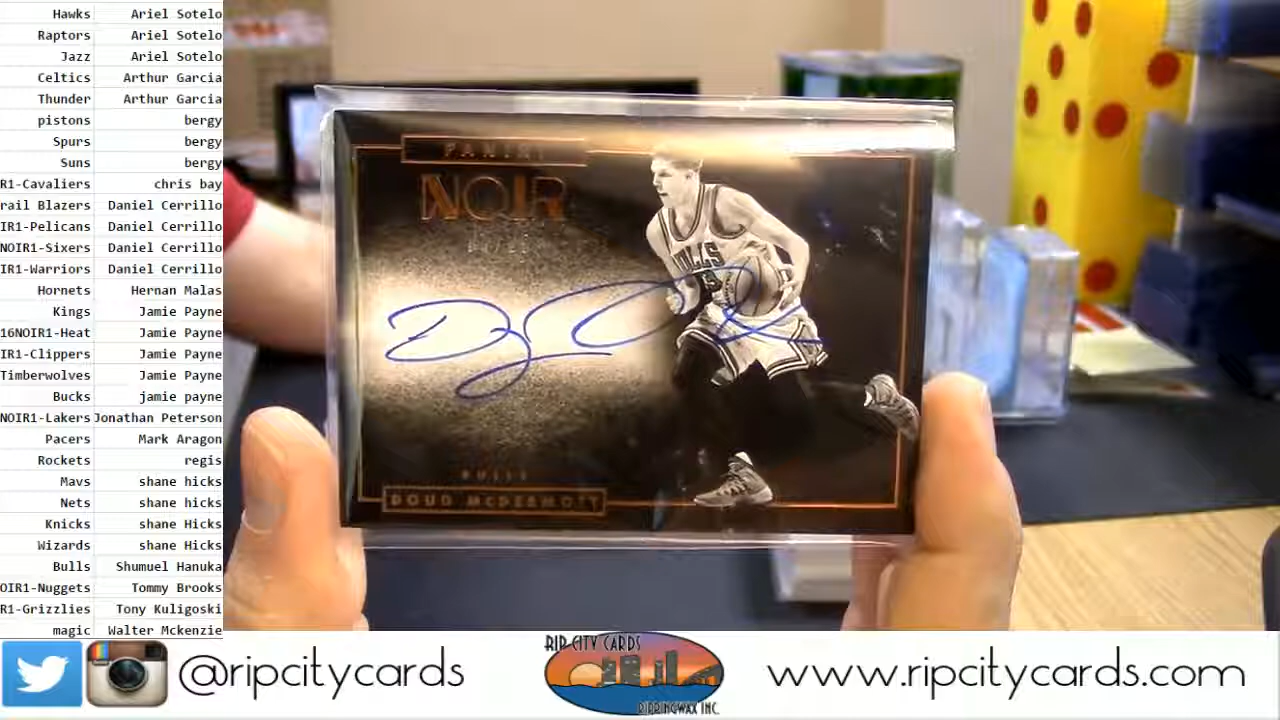 Hawks Ariel Sotelo
Raptors Ariel Sotelo
Jazz Ariel Sotelo
Celtics Arthur Garcia
Thunder Arthur Garcia
pistons bergy
Spurs bergy
Suns bergy
R1-Cavaliers chris bay
rail Blazers Daniel Cerrillo
IR1-Pelicans Daniel Cerrillo
NOIR1-Sixers Daniel Cerrillo
IR1-Warriors Daniel Cerrillo
Hornets Hernan Malas
Kings Jamie Payne
16NOIR1-Heat Jamie Payne
IR1-Clippers Jamie Payne
Timberwolves Jamie Payne
Bucks jamie payne
NOIR1-Lakers Jonathan Peterson
Pacers Mark Aragon
Rockets regis
Mavs shane hicks
Nets shane hicks
Knicks shane Hicks
Wizards shane Hicks
Bulls Shumuel Hanuka
OIR1-Nuggets Tommy Brooks
R1-Grizzlies Tony Kuligoski
magic Walter Mckenzie
PANINI
NOIR
BULLS
DOUG McDERMOTT
@ripcitycards
RIP CITY CARDS
RIPPINGWAX INC.
www.ripcitycards.com